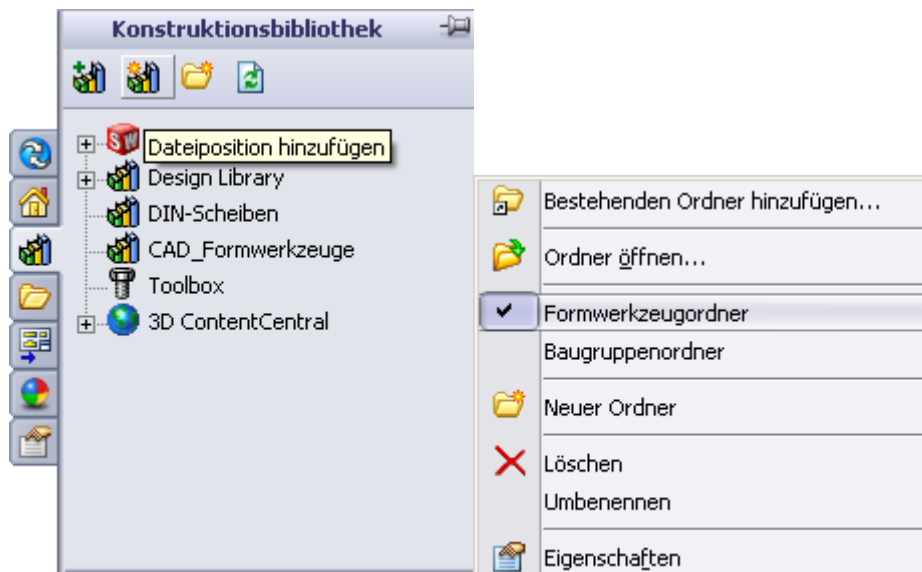 Konstruktionsbibliothek
Dateiposition hinzufügen
Design Library
DIN-Scheiben
CAD_Formwerkzeuge
Toolbox
3D ContentCentral
Bestehenden Ordner hinzufügen...
Ordner öffnen...
Formwerkzeugordner
Baugruppenordner
Neuer Ordner
Löschen
Umbenennen
Eigenschaften